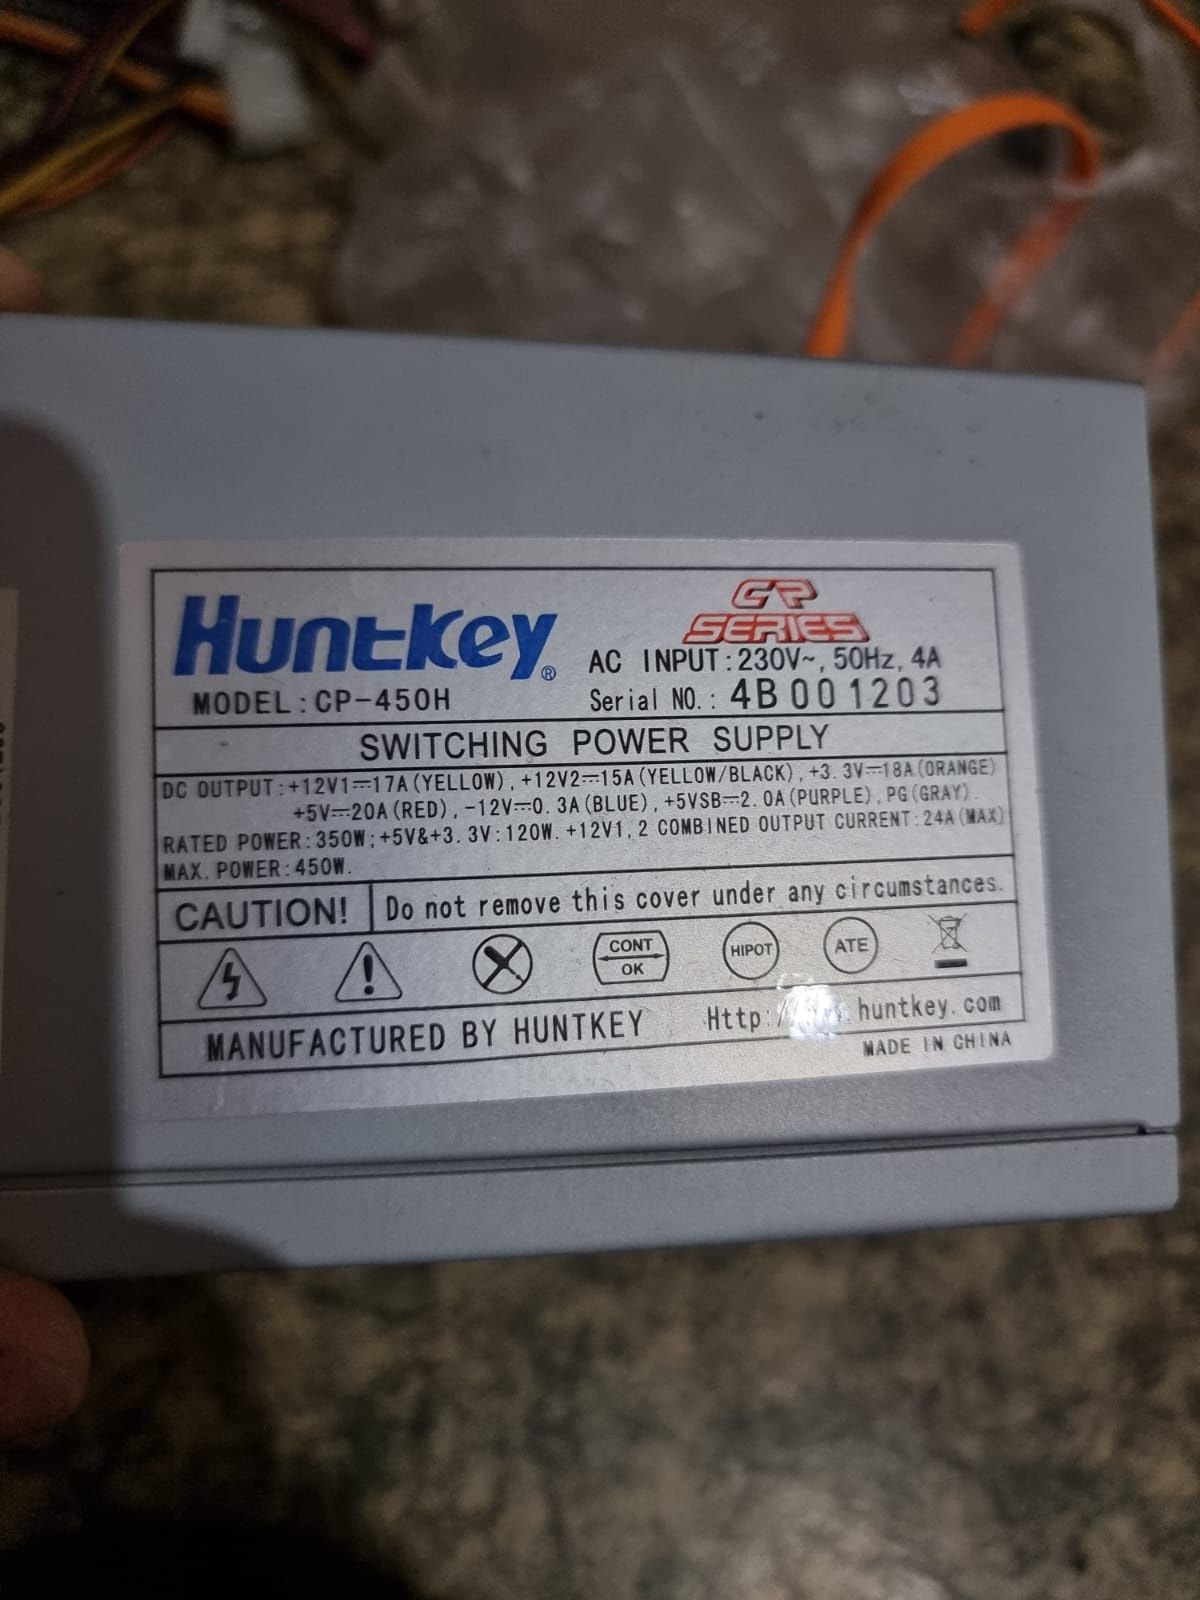 Huntkey®
CP
SERIES
AC INPUT:230V~, 50Hz, 4A
MODEL:CP-450H
Serial NO.: 4B 001203
SWITCHING POWER SUPPLY
DC OUTPUT:+12V1⎓17A(YELLOW), +12V2⎓15A(YELLOW/BLACK), +3.3V⎓18A(ORANGE)
+5V⎓20A(RED), -12V⎓0.3A(BLUE), +5VSB⎓2.0A(PURPLE), PG(GRAY).
RATED POWER:350W;+5V&+3.3V:120W. +12V1, 2 COMBINED OUTPUT CURRENT:24A(MAX)
MAX. POWER:450W.
CAUTION! Do not remove this cover under any circumstances.
CONT
OK
HIPOT
ATE
MANUFACTURED BY HUNTKEY
Http:/ huntkey.com
MADE IN CHINA